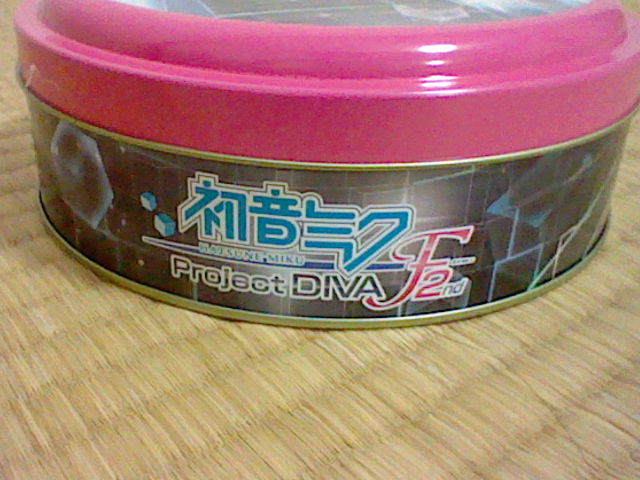 初音ミク
HATSUNE MIKU
Project DIVA F 2nd